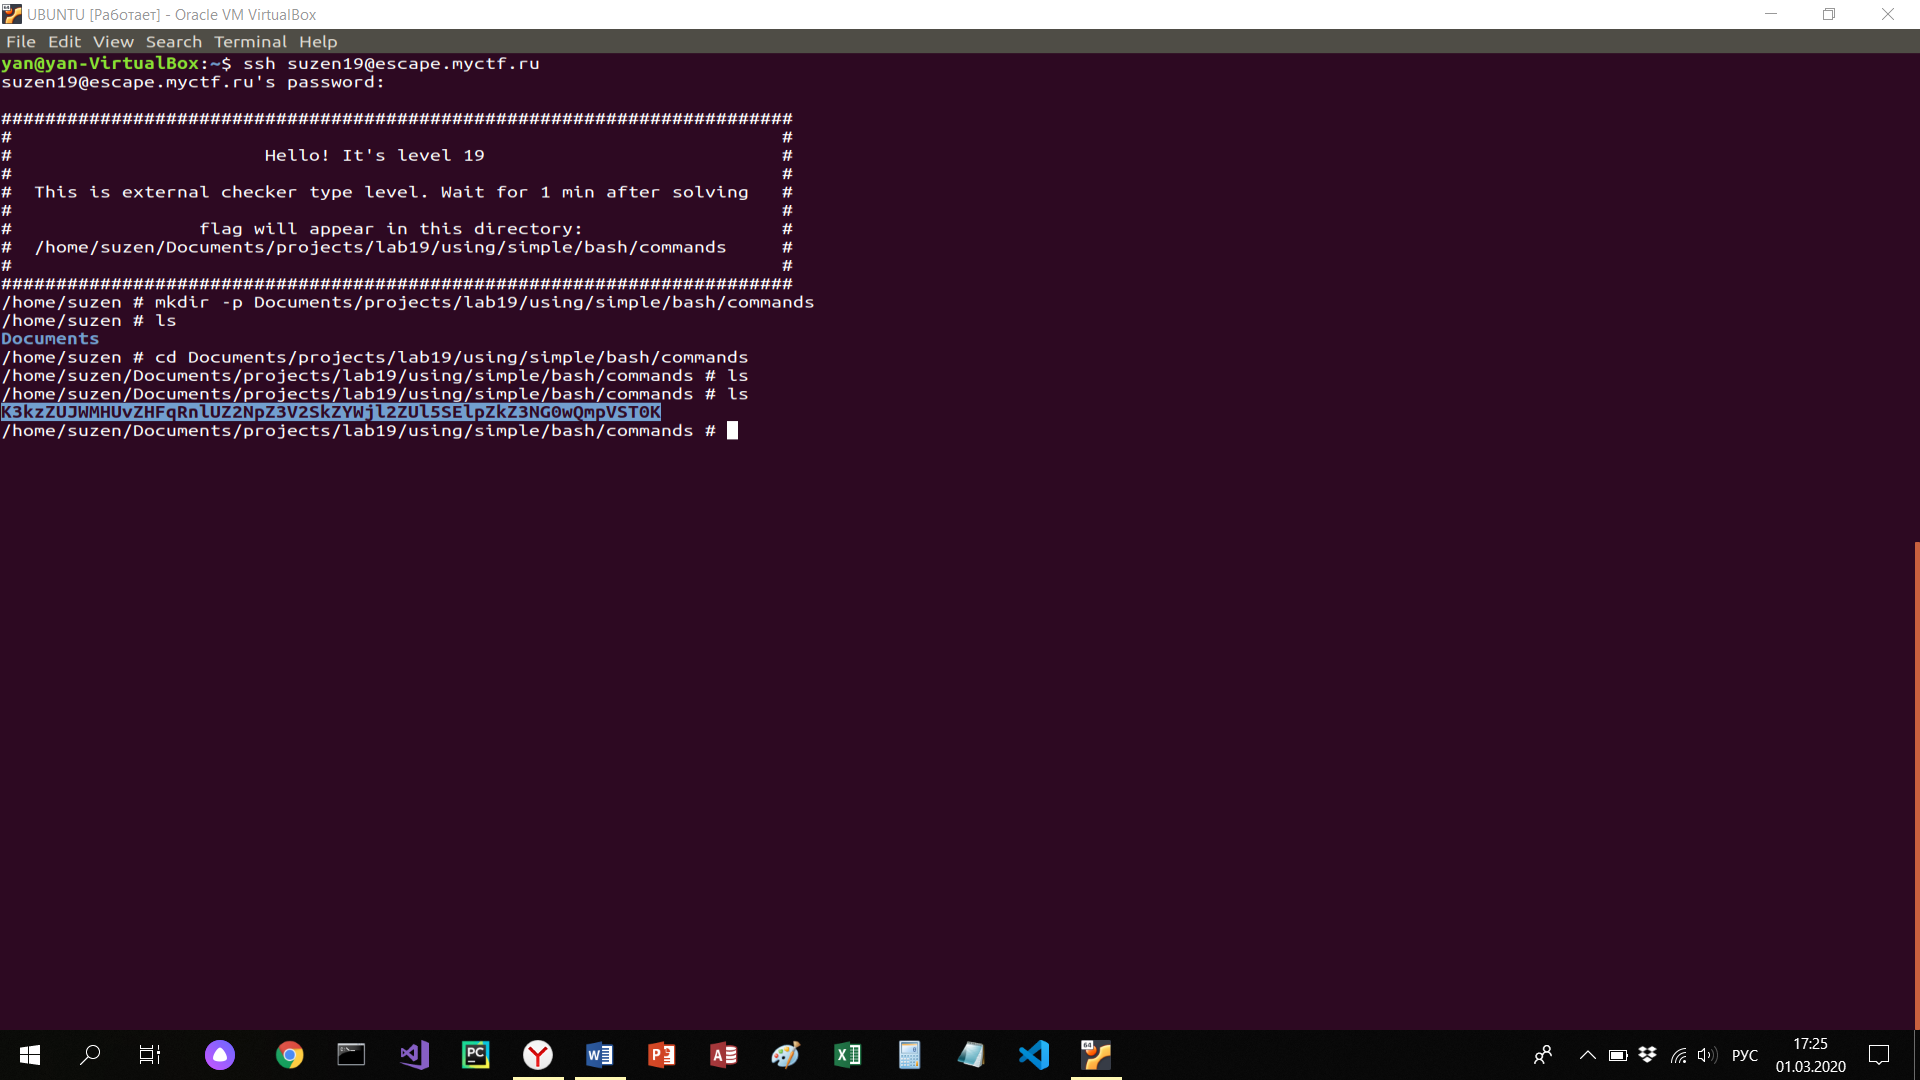 UBUNTU [Работает] - Oracle VM VirtualBox
File Edit View Search Terminal Help
yan@yan-VirtualBox:~$ ssh suzen19@escape.myctf.ru
suzen19@escape.myctf.ru's password:
########################################################################
# #
# Hello! It's level 19 #
# #
# This is external checker type level. Wait for 1 min after solving #
# #
# flag will appear in this directory: #
# /home/suzen/Documents/projects/lab19/using/simple/bash/commands #
# #
########################################################################
/home/suzen # mkdir -p Documents/projects/lab19/using/simple/bash/commands
/home/suzen # ls
Documents
/home/suzen # cd Documents/projects/lab19/using/simple/bash/commands
/home/suzen/Documents/projects/lab19/using/simple/bash/commands # ls
/home/suzen/Documents/projects/lab19/using/simple/bash/commands # ls
K3kzZUJWMHUvZHFqRnlUZ2NpZ3V2SkZYWjl2ZUl5SElpZkZ3NG0wQmpVST0K
/home/suzen/Documents/projects/lab19/using/simple/bash/commands #
РУС
17:25
01.03.2020